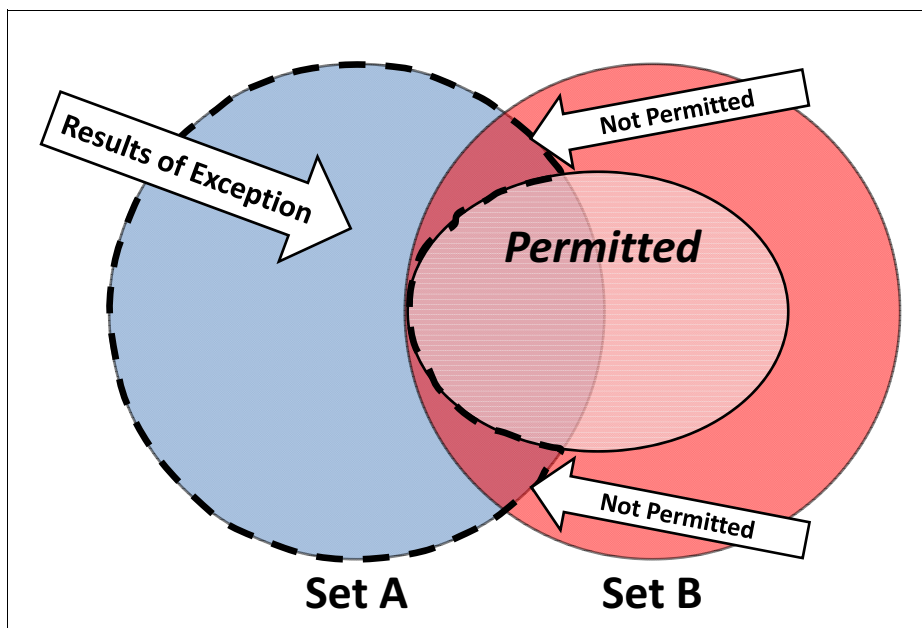 Results of Exception
Not Permitted
Permitted
Not Permitted
Set A
Set B